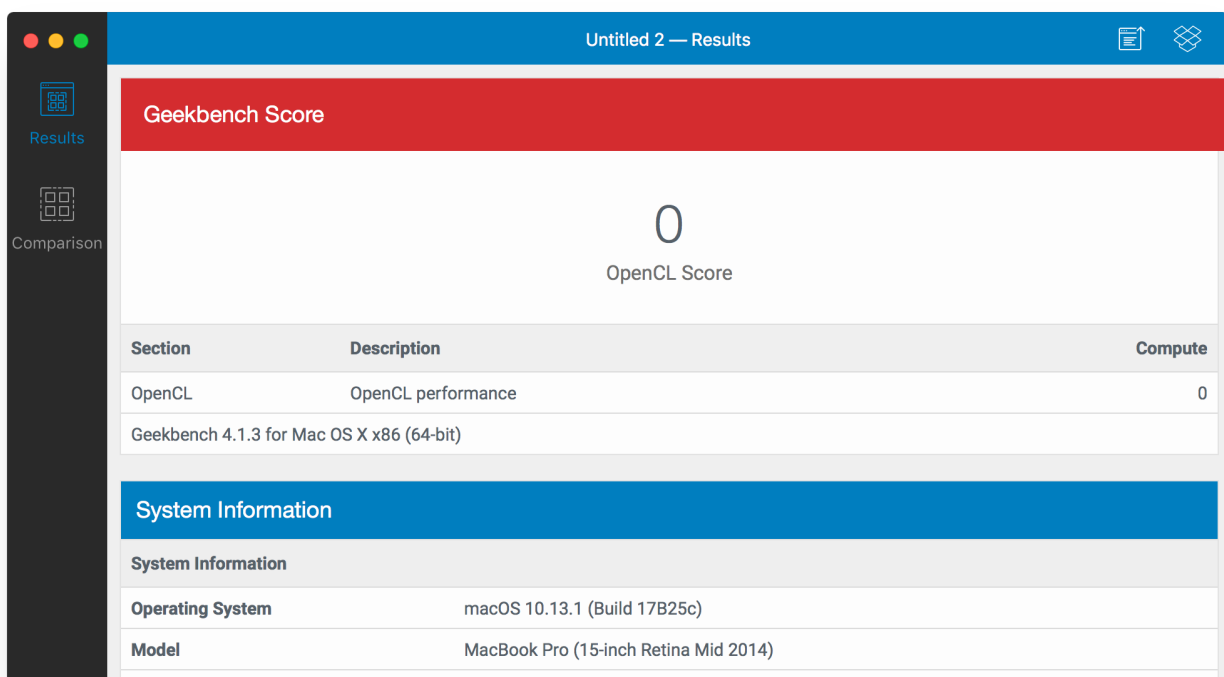 Untitled 2 — Results
Results
Comparison
Geekbench Score
0
OpenCL Score
Section Description Compute
OpenCL OpenCL performance 0
Geekbench 4.1.3 for Mac OS X x86 (64-bit)
System Information
System Information
Operating System macOS 10.13.1 (Build 17B25c)
Model MacBook Pro (15-inch Retina Mid 2014)